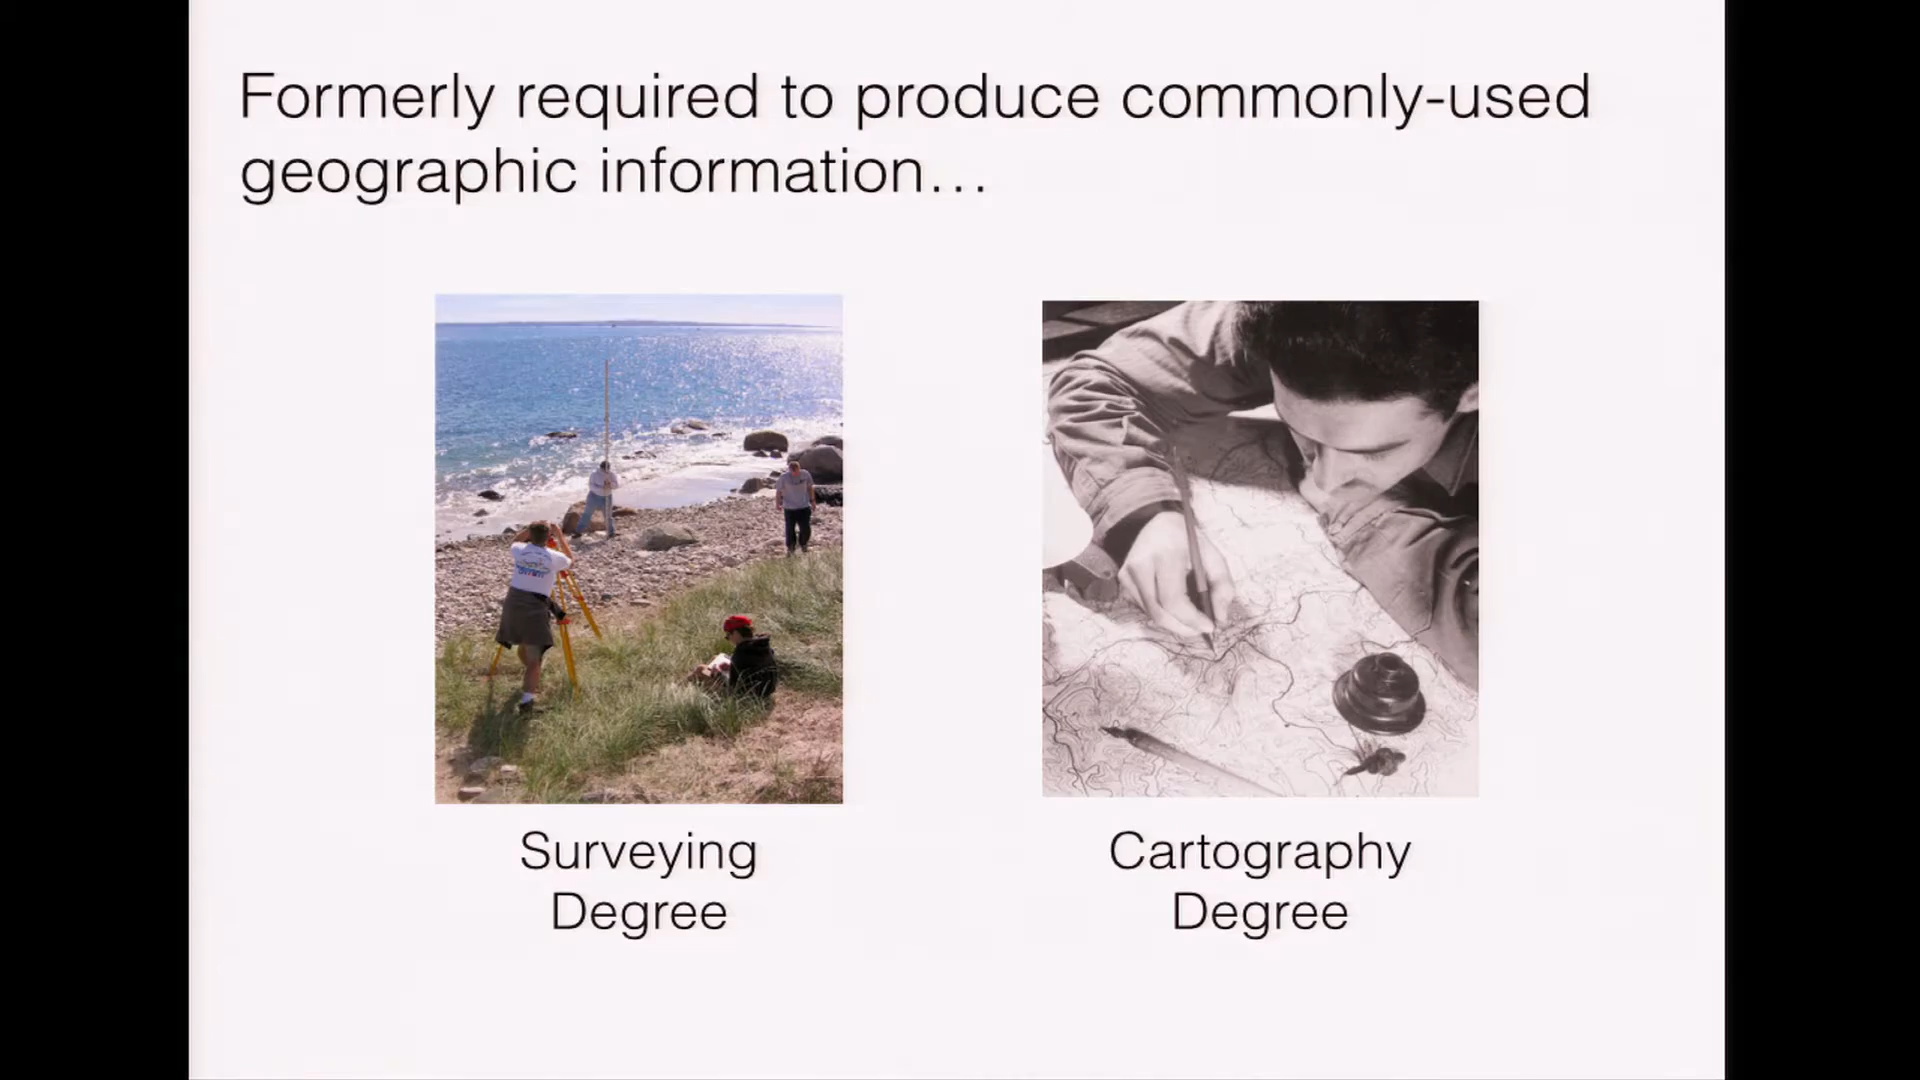 Formerly required to produce commonly-used
geographic information…
Surveying
Degree
Cartography
Degree